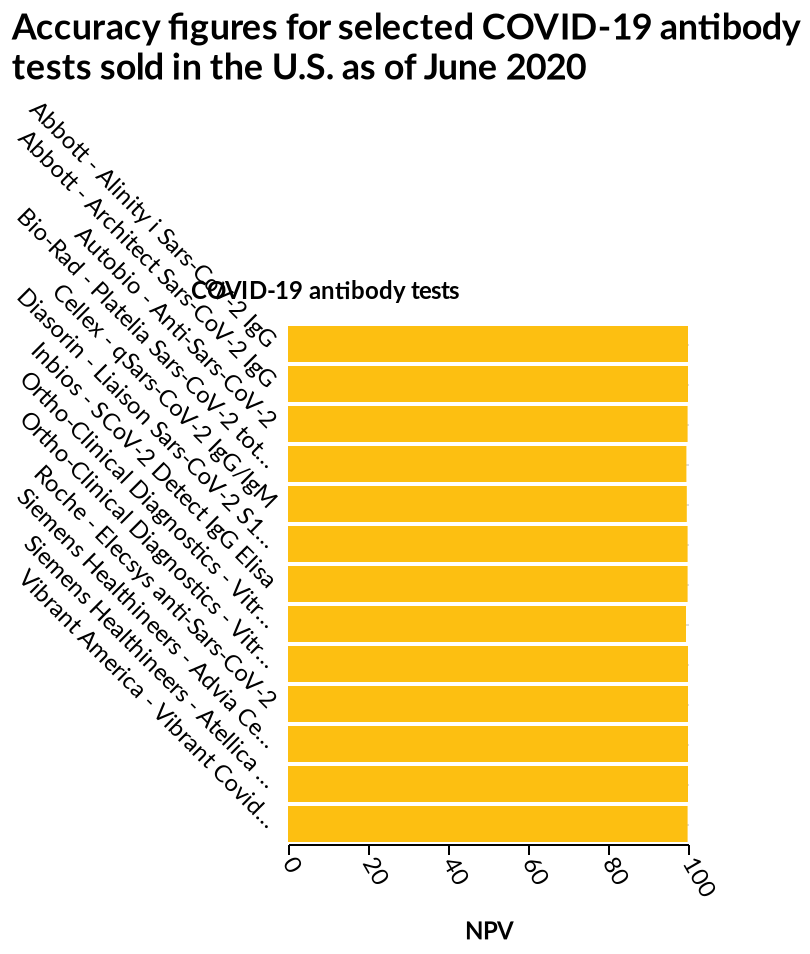 Accuracy figures for selected COVID-19 antibody
tests sold in the U.S. as of June 2020
COVID-19 antibody tests
Abbott - Alinity i Sars-CoV-2 IgG
Abbott - Architect Sars-CoV-2 IgG
Autobio - Anti-Sars-CoV-2
Bio-Rad - Platelia Sars-CoV-2 tot...
Cellex - qSars-CoV-2 IgG/IgM
Diasorin - Liaison Sars-CoV-2 S1...
Inbios - SCoV-2 Detect IgG Elisa
Ortho-Clinical Diagnostics - Vitr...
Ortho-Clinical Diagnostics - Vitr...
Roche - Elecsys anti-Sars-CoV-2
Siemens Healthineers - Advia Ce...
Siemens Healthineers - Atellica ...
Vibrant America - Vibrant Covid...
0 20 40 60 80 100
NPV